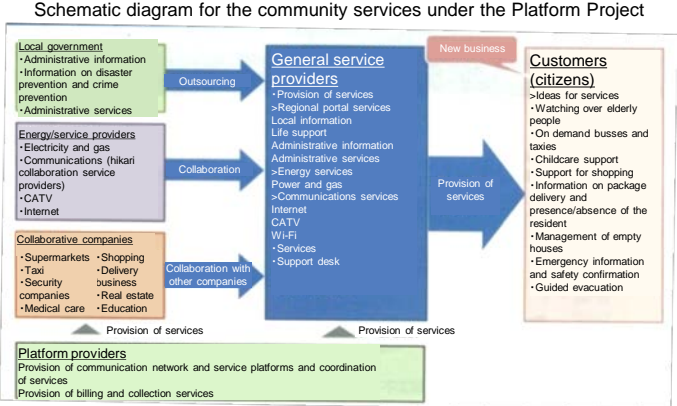 Schematic diagram for the community services under the Platform Project
Local government
・Administrative information
・Information on disaster
prevention and crime
prevention
・Administrative services
Outsourcing
Energy/service providers
・Electricity and gas
・Communications (hikari
collaboration service
providers)
・CATV
・Internet
Collaboration
Collaborative companies
・Supermarkets
・Taxi
・Security
companies
・Medical care
・Shopping
・Delivery
business
・Real estate
・Education
Collaboration with
other companies
General service
providers
・Provision of services
>Regional portal services
Local information
Life support
Administrative information
Administrative services
>Energy services
Power and gas
>Communications services
Internet
CATV
Wi-Fi
・Services
・Support desk
New business
Provision of
services
Customers
(citizens)
>Ideas for services
・Watching over elderly
people
・On demand busses and
taxies
・Childcare support
・Support for shopping
・Information on package
delivery and
presence/absence of the
resident
・Management of empty
houses
・Emergency information
and safety confirmation
・Guided evacuation
Provision of services
Provision of services
Platform providers
Provision of communication network and service platforms and coordination
of services
Provision of billing and collection services